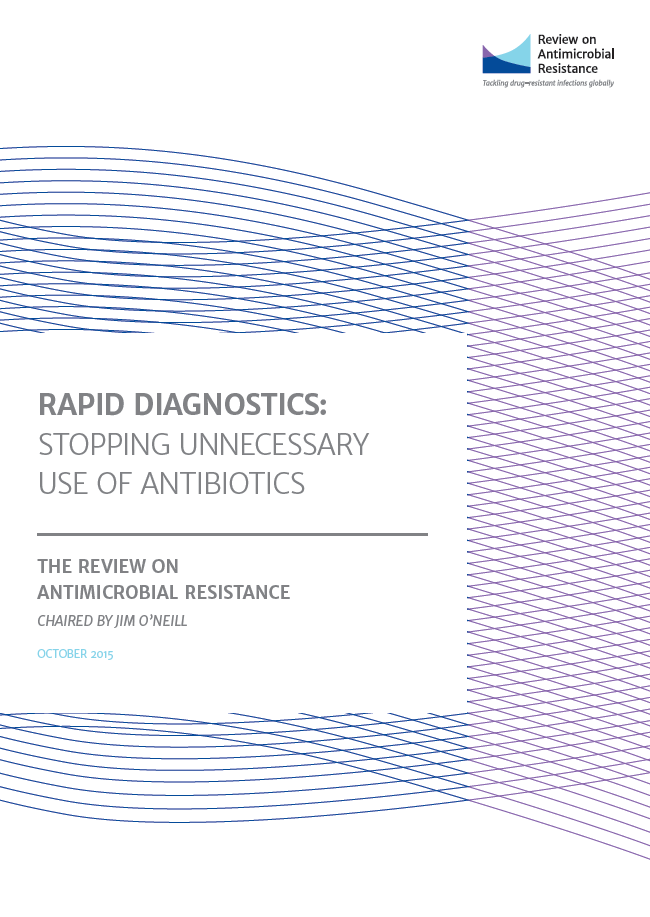 Review on
Antimicrobial
Resistance
Tackling drug-resistant infections globally
RAPID DIAGNOSTICS:
STOPPING UNNECESSARY
USE OF ANTIBIOTICS
THE REVIEW ON
ANTIMICROBIAL RESISTANCE
CHAIRED BY JIM O’NEILL
OCTOBER 2015